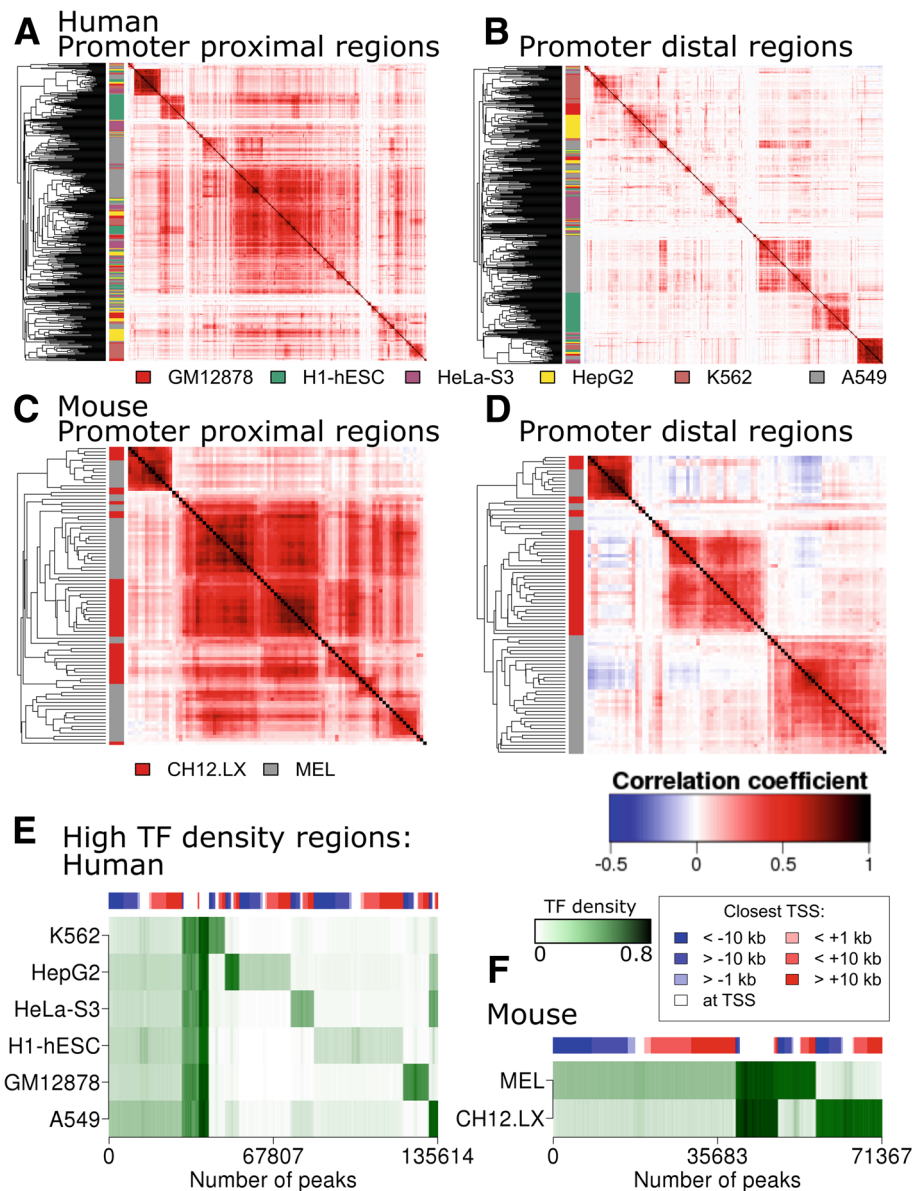 A Human
Promoter proximal regions
B Promoter distal regions
GM12878 H1-hESC HeLa-S3 HepG2 K562 A549
C Mouse
Promoter proximal regions
D Promoter distal regions
CH12.LX MEL
Correlation coefficient
-0.5 0 0.5 1
E High TF density regions:
Human
K562
HepG2
HeLa-S3
H1-hESC
GM12878
A549
0 67807 135614
Number of peaks
TF density
0 0.8
Closest TSS:
< -10 kb < +1 kb
> -10 kb < +10 kb
> -1 kb > +10 kb
at TSS
F
Mouse
MEL
CH12.LX
0 35683 71367
Number of peaks